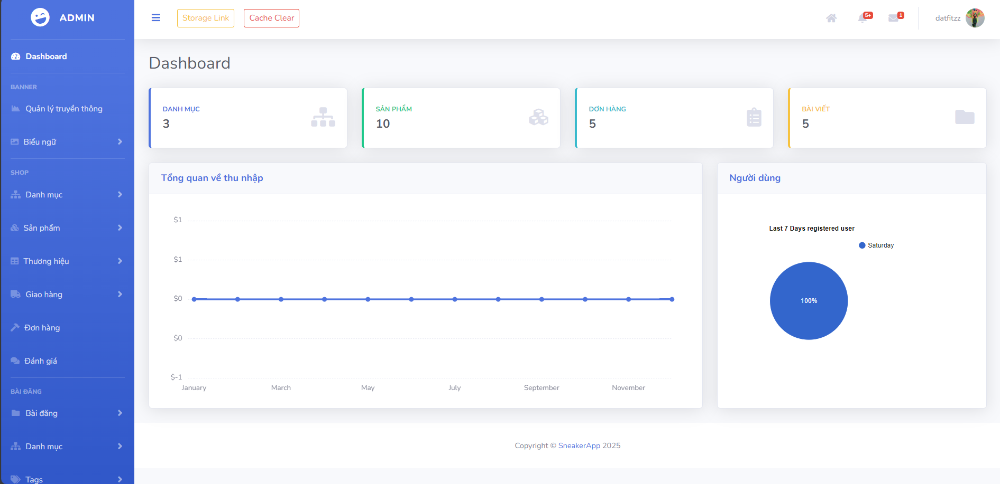 ADMIN
Dashboard
BANNER
Quản lý truyền thông
Biểu ngữ
SHOP
Danh mục
Sản phẩm
Thương hiệu
Giao hàng
Đơn hàng
Đánh giá
BÀI ĐĂNG
Bài đăng
Danh mục
Tags
Storage Link
Cache Clear
5+
1
datfitzz
Dashboard
DANH MỤC
3
SẢN PHẨM
10
ĐƠN HÀNG
5
BÀI VIẾT
5
Tổng quan về thu nhập
$1
$1
$0
$0
$-1
January March May July September November
Người dùng
Last 7 Days registered user
Saturday
100%
Copyright © SneakerApp 2025